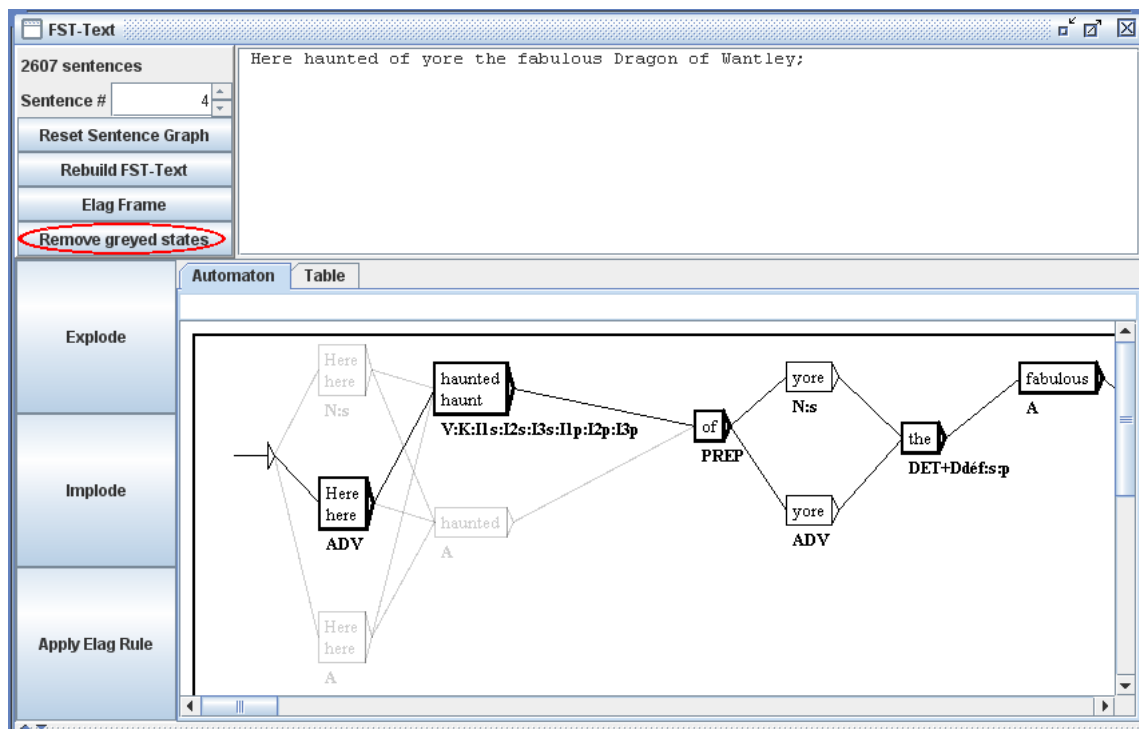 FST-Text
2607 sentences
Sentence # 4
Reset Sentence Graph
Rebuild FST-Text
Elag Frame
Remove greyed states
Here haunted of yore the fabulous Dragon of Wantley;
Explode
Implode
Apply Elag Rule
Automaton Table
Here
here
N:s
haunted
haunt
V:K:I1s:I2s:I3s:I1p:I2p:I3p
of
PREP
yore
N:s
the
DET+Ddéf:s:p
fabulous
A
Here
here
ADV
haunted
A
yore
ADV
Here
here
A